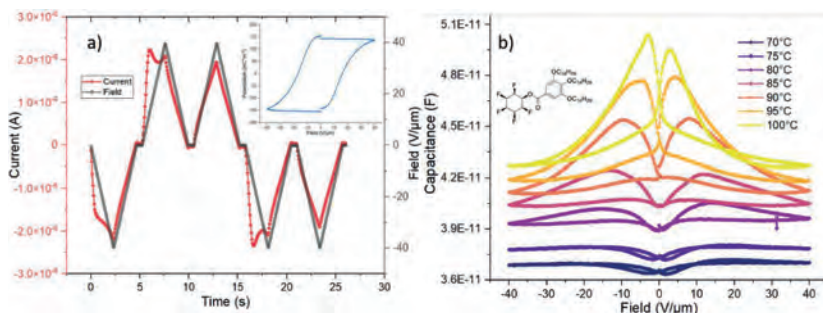 a)
3.0×10⁻⁸
2.0×10⁻⁸
1.0×10⁻⁸
0
-1.0×10⁻⁸
-2.0×10⁻⁸
-3.0×10⁻⁸
Current (A)
Current
Field
40
20
0
-20
-40
Field (V/µm)
0 5 10 15 20 25 30
Time (s)
b)
5.1E-11
4.8E-11
4.5E-11
4.2E-11
3.9E-11
3.6E-11
Capacitance (F)
F
F
F
F
F
O
O
70°C
75°C
80°C
85°C
90°C
95°C
100°C
-40 -30 -20 -10 0 10 20 30 40
Field (V/µm)